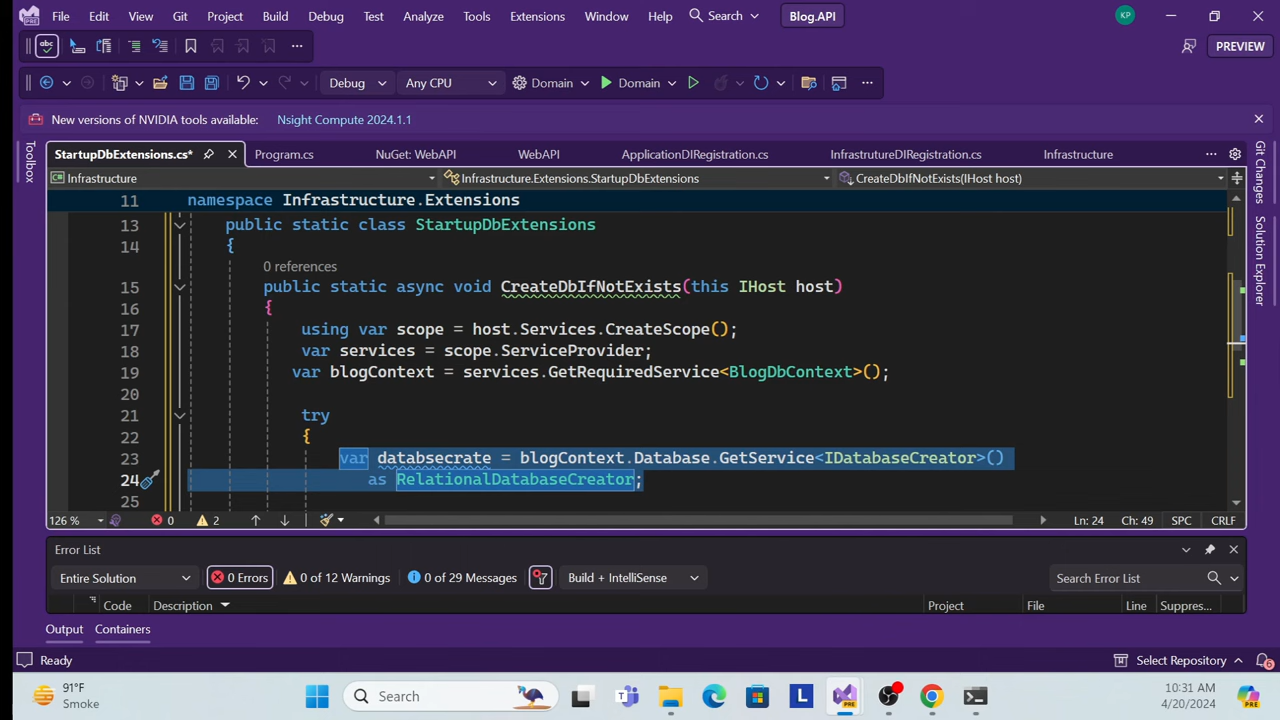 File Edit View Git Project Build Debug Test Analyze Tools Extensions Window Help Search Blog.API KP
abc PREVIEW
Debug Any CPU Domain Domain
New versions of NVIDIA tools available: Nsight Compute 2024.1.1
Toolbox
StartupDbExtensions.cs* Program.cs NuGet: WebAPI WebAPI ApplicationDIRegistration.cs InfrastrutureDIRegistration.cs Infrastructure
Infrastructure Infrastructure.Extensions.StartupDbExtensions CreateDbIfNotExists(IHost host)
11 namespace Infrastructure.Extensions
13 public static class StartupDbExtensions
14 {
0 references
15 public static async void CreateDbIfNotExists(this IHost host)
16 {
17 using var scope = host.Services.CreateScope();
18 var services = scope.ServiceProvider;
19 var blogContext = services.GetRequiredService<BlogDbContext>();
20
21 try
22 {
23 var databsecrate = blogContext.Database.GetService<IDatabaseCreator>()
24 as RelationalDatabaseCreator;
25
126 % 0 2 Ln: 24 Ch: 49 SPC CRLF
Git Changes
Solution Explorer
Error List
Entire Solution 0 Errors 0 of 12 Warnings 0 of 29 Messages Build + IntelliSense Search Error List
Code Description Project File Line Suppres...
Output Containers
Ready Select Repository 6
91°F
Smoke
Search
L
PRE
10:31 AM
4/20/2024
PRE